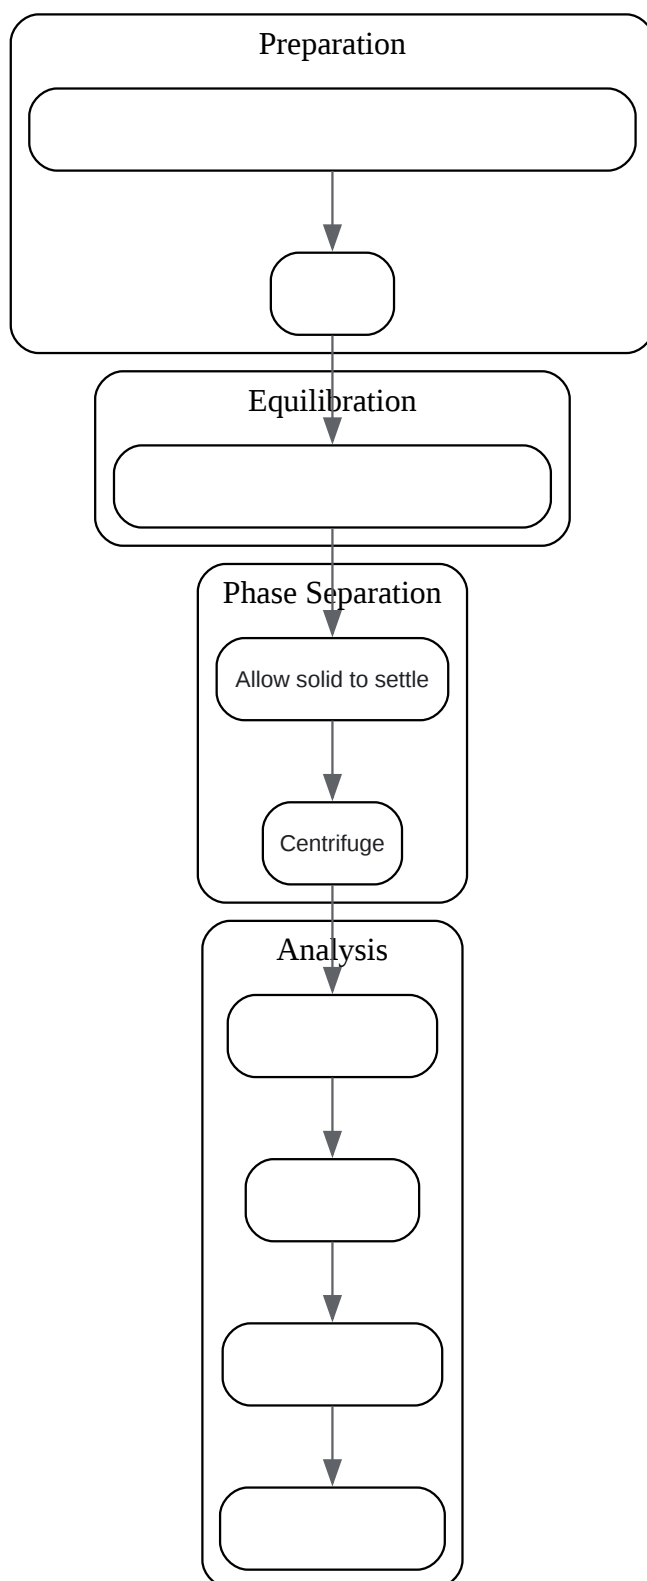 Preparation
Equilibration
Phase Separation
Allow solid to settle
Centrifuge
Analysis